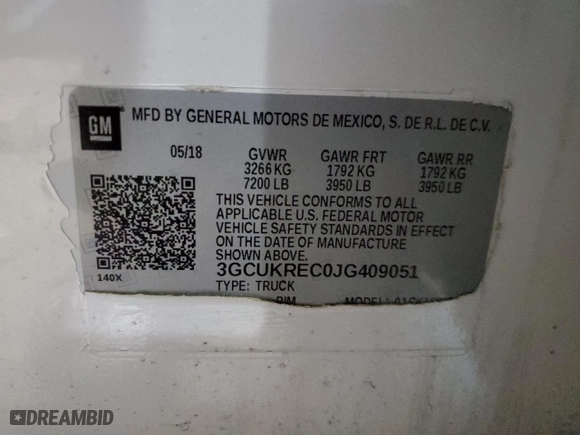 GM
MFD BY GENERAL MOTORS DE MEXICO, S. DE R.L. DE C.V.
05/18 GVWR GAWR FRT GAWR RR
3266 KG 1792 KG 1792 KG
7200 LB 3950 LB 3950 LB
THIS VEHICLE CONFORMS TO ALL
APPLICABLE U.S. FEDERAL MOTOR
VEHICLE SAFETY STANDARDS IN EFFECT
ON THE DATE OF MANUFACTURE
SHOWN ABOVE.
3GCUKREC0JG409051
140X TYPE: TRUCK
RIM MODEL:
DREAMBID